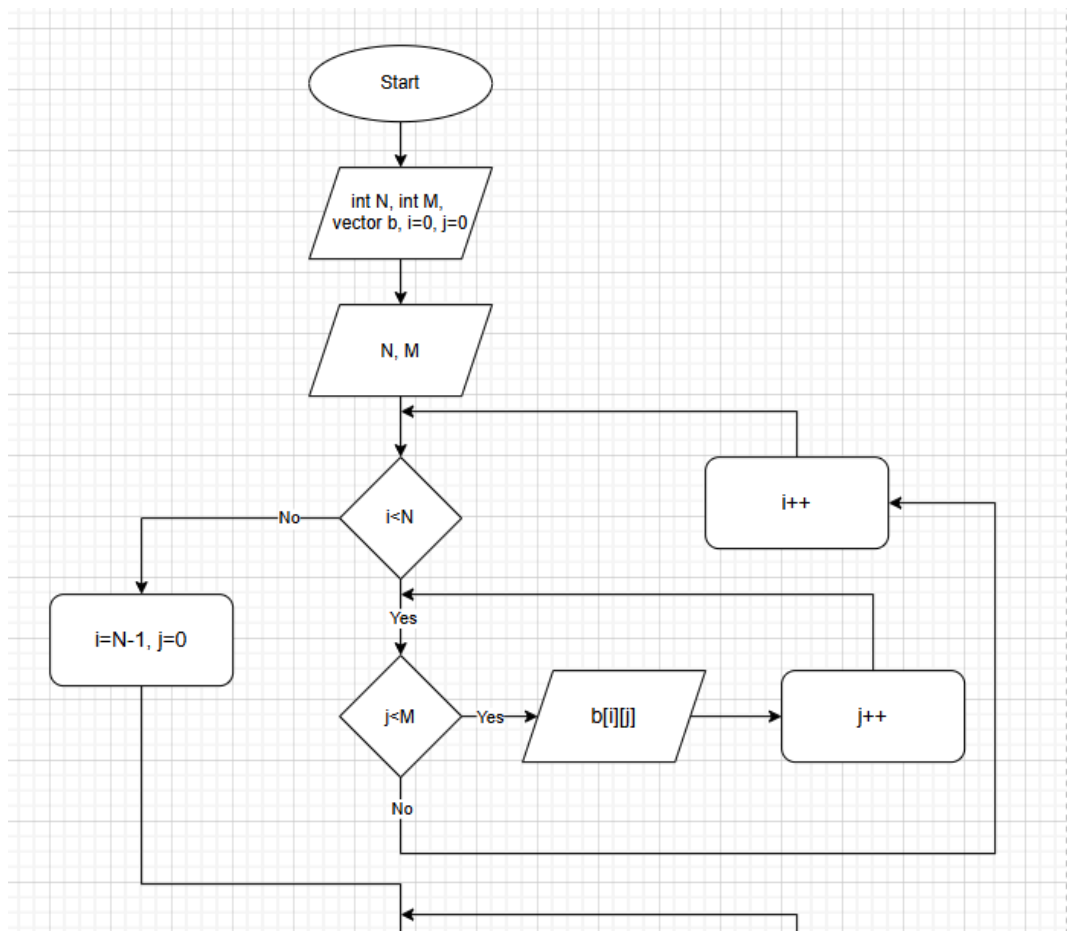 Start
int N, int M,
vector b, i=0, j=0
N, M
i<N
No
i++
Yes
i=N-1, j=0
j<M
Yes
b[i][j]
j++
No